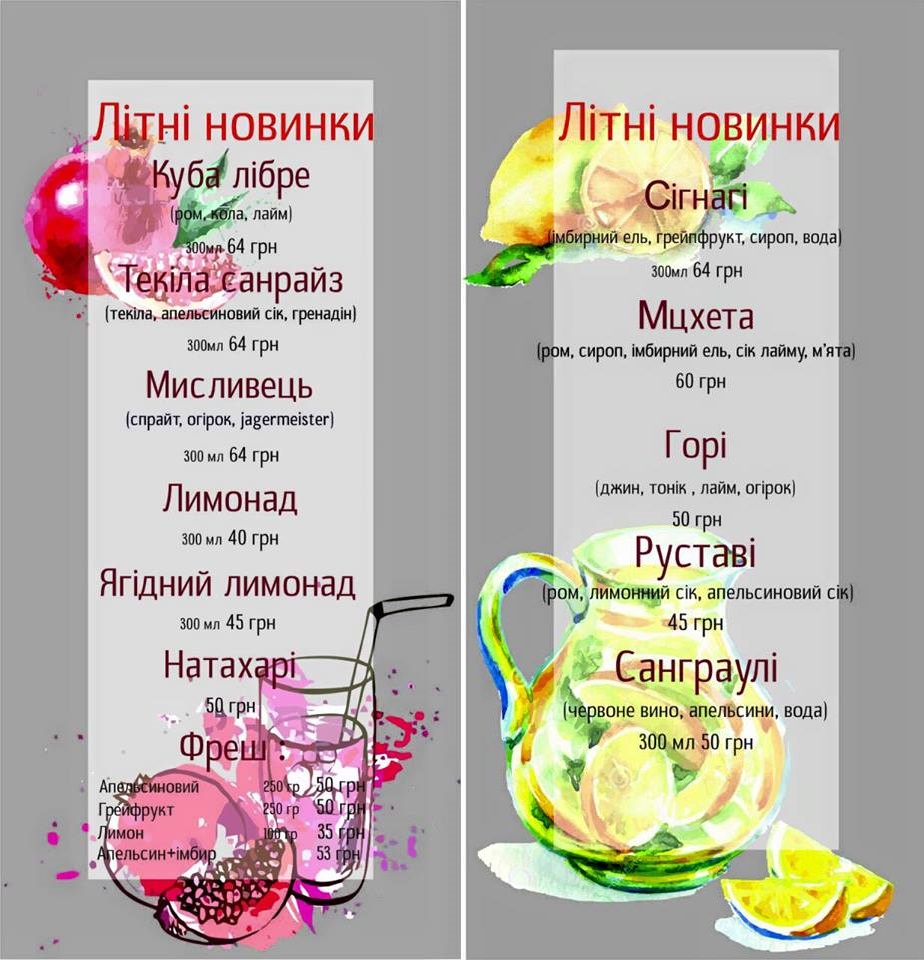 Літні новинки
Куба лібре
(ром, кола, лайм)
300мл 64 грн
Текіла санрайз
(текіла, апельсиновий сік, гренадін)
300мл 64 грн
Мисливець
(спрайт, огірок, jagermeister)
300 мл 64 грн
Лимонад
300 мл 40 грн
Ягідний лимонад
300 мл 45 грн
Натахарі
50 грн
Фреш :
Апельсиновий 250 гр 50 грн
Грейфрукт 250 гр 50 грн
Лимон 100 гр 35 грн
Апельсин+імбир 53 грн
Літні новинки
Сігнагі
(імбирний ель, грейпфрукт, сироп, вода)
300мл 64 грн
Мцхета
(ром, сироп, імбирний ель, сік лайму, м'ята)
60 грн
Горі
(джин, тонік , лайм, огірок)
50 грн
Руставі
(ром, лимонний сік, апельсиновий сік)
45 грн
Санграулі
(червоне вино, апельсини, вода)
300 мл 50 грн